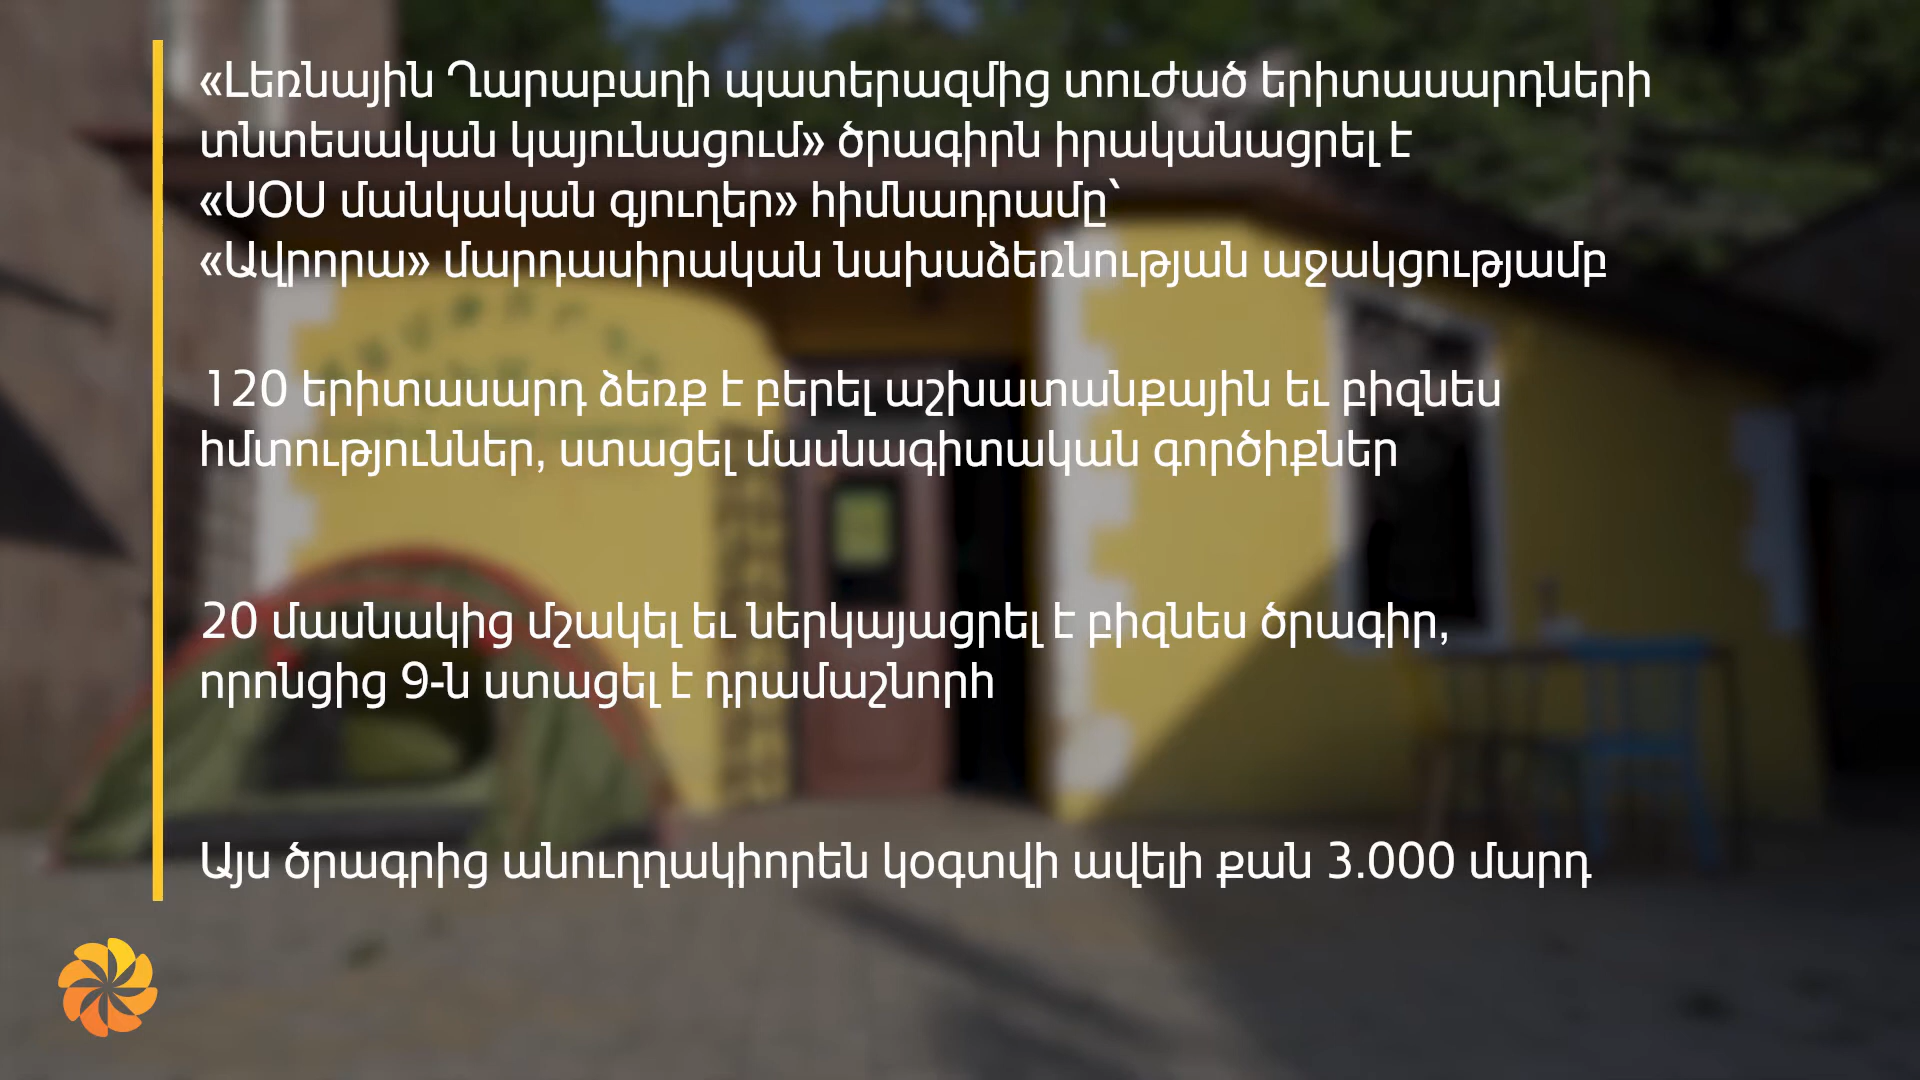 «Լեռնային Ղարաբաղի պատերազմից տուժած երիտասարդների
տնտեսական կայունացում» ծրագիրն իրականացրել է
«ՍՕՍ մանկական գյուղեր» հիմնադրամը՝
«Ավրորա» մարդասիրական նախաձեռնության աջակցությամբ
120 երիտասարդ ձեռք է բերել աշխատանքային եւ բիզնես
հմտություններ, ստացել մասնագիտական գործիքներ
20 մասնակից մշակել եւ ներկայացրել է բիզնես ծրագիր,
որոնցից 9-ն ստացել է դրամաշնորհ
Այս ծրագրից անուղղակիորեն կօգտվի ավելի քան 3.000 մարդ